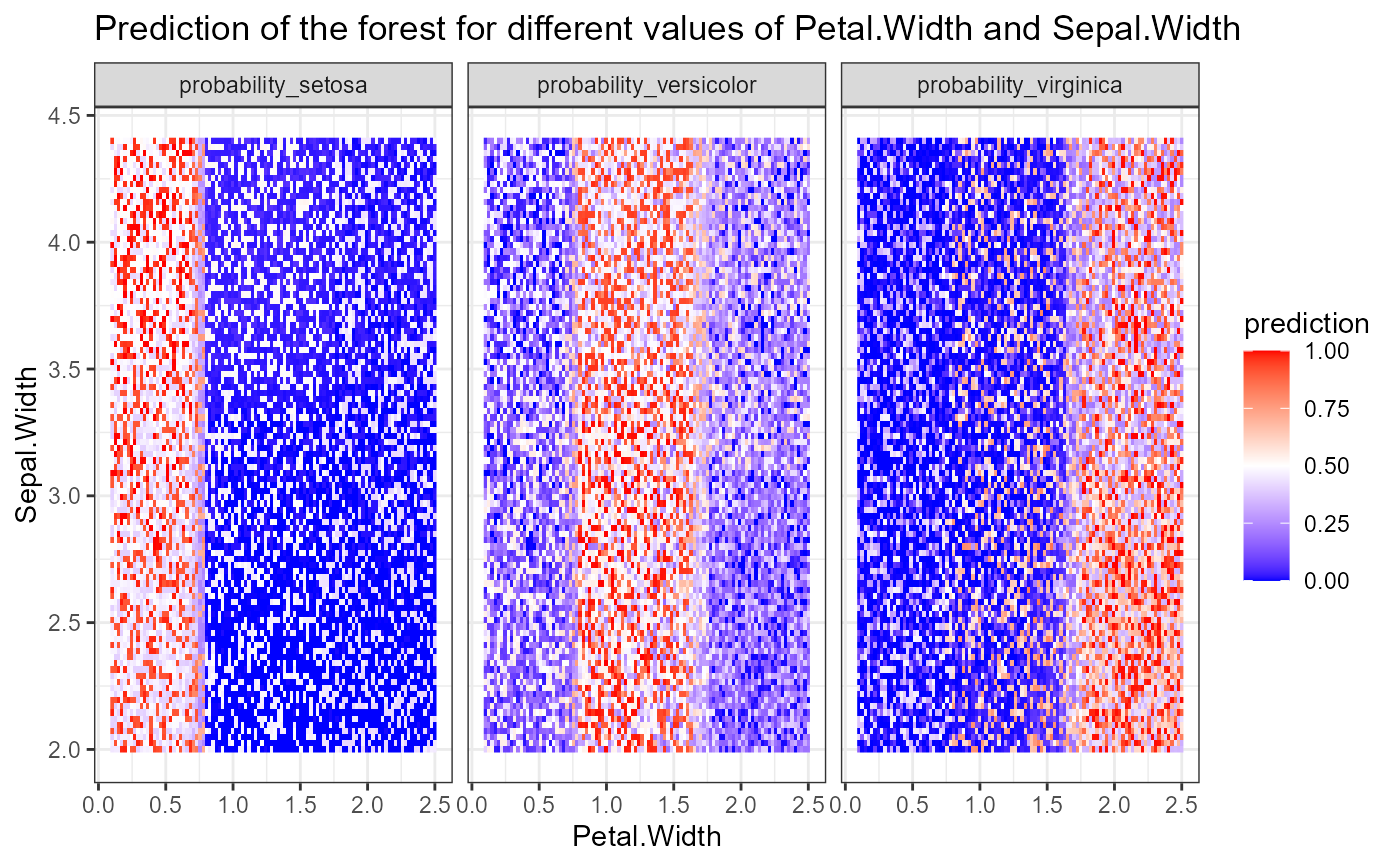 Prediction of the forest for different values of Petal.Width and Sepal.Width
probability_setosa
probability_versicolor
probability_virginica
4.5
4.0
3.5
3.0
2.5
2.0
Sepal.Width
0.0 0.5 1.0 1.5 2.0 2.5
0.0 0.5 1.0 1.5 2.0 2.5
0.0 0.5 1.0 1.5 2.0 2.5
Petal.Width
prediction
1.00
0.75
0.50
0.25
0.00